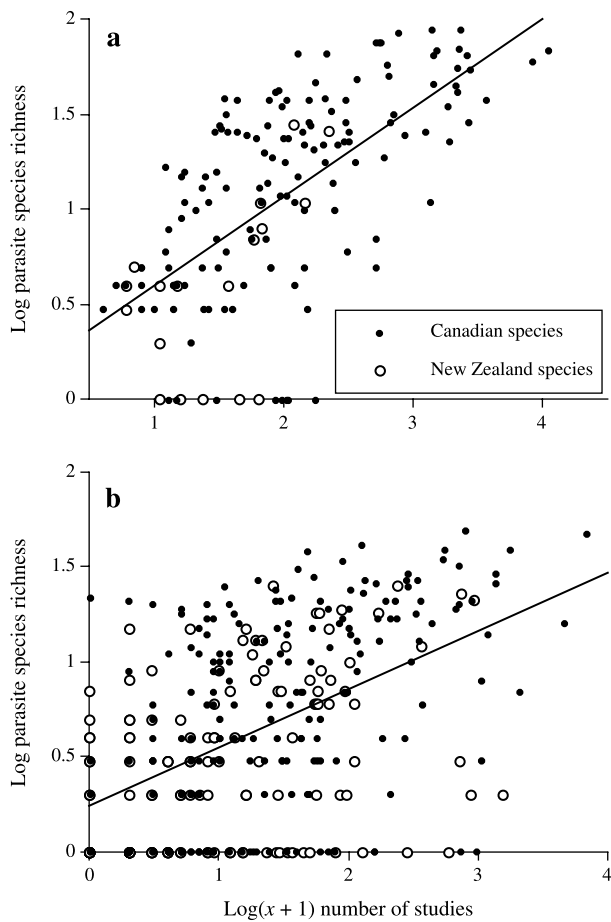 2
a
1.5
1
0.5
0
Log parasite species richness
Canadian species
New Zealand species
1 2 3 4
2
b
1.5
1
0.5
0
Log parasite species richness
0 1 2 3 4
Log(x + 1) number of studies